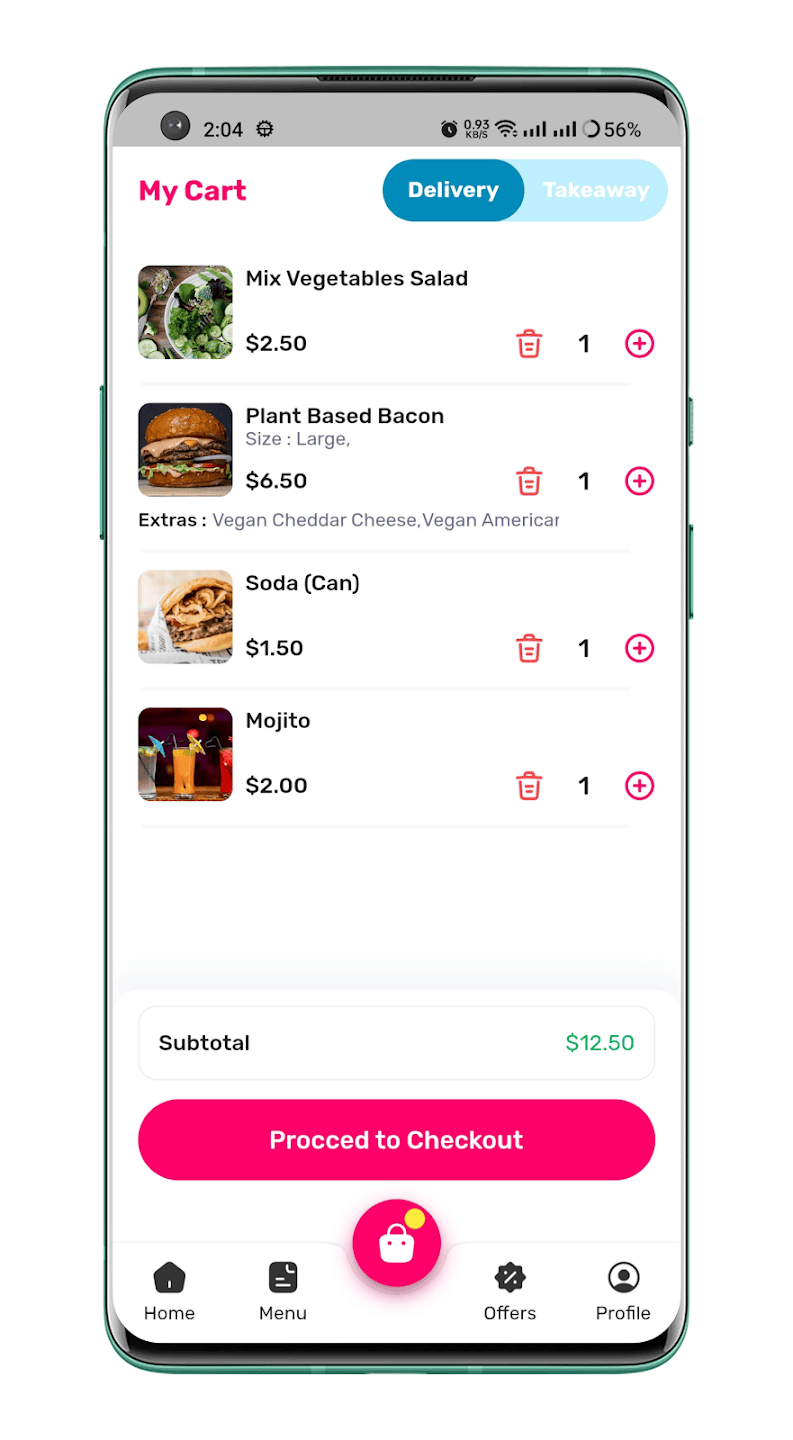 2:04
0.93
KB/S
56%
My Cart
Delivery
Takeaway
Mix Vegetables Salad
$2.50
1
Plant Based Bacon
Size : Large,
$6.50
1
Extras : Vegan Cheddar Cheese,Vegan American
Soda (Can)
$1.50
1
Mojito
$2.00
1
Subtotal
$12.50
Procced to Checkout
Home
Menu
Offers
Profile